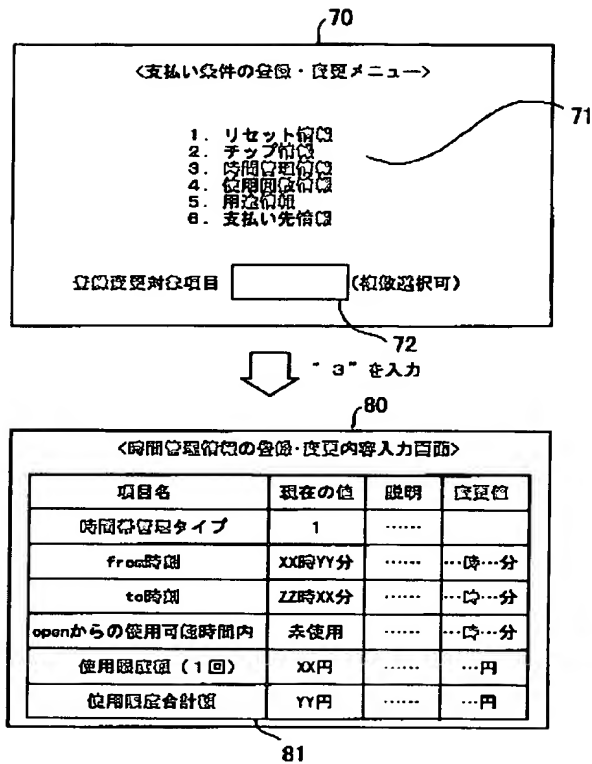 70
<支払い条件の登録・変更メニュー>
71
1. リセット情報
2. チップ情報
3. 時間管理情報
4. 使用回数情報
5. 用途情報
6. 支払い先情報
登録変更対象項目 (複数選択可)
72
"3"を入力
80
<時間管理情報の登録・変更内容入力画面>
項目名 現在の値 説明 変更値
時間帯管理タイプ 1 ……
from時刻 XX時YY分 …… …時…分
to時刻 ZZ時XX分 …… …時…分
openからの使用可能時間内 未使用 …… …時…分
使用限度額(1回) XX円 …… …円
使用限度合計額 YY円 …… …円
81